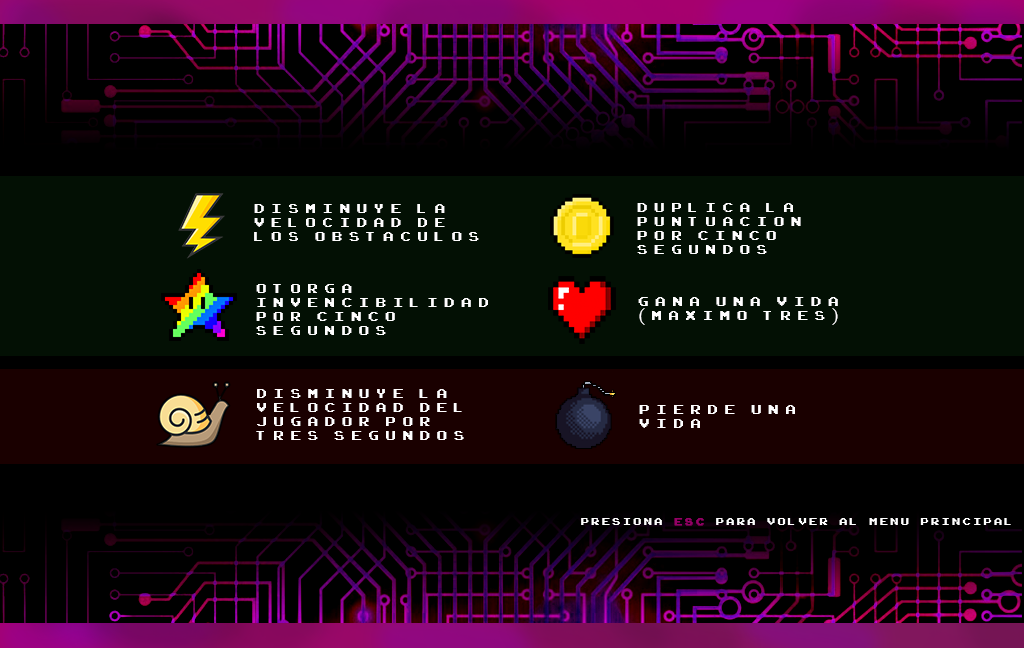 DISMINUYE LA
VELOCIDAD DE
LOS OBSTACULOS
DUPLICA LA
PUNTUACION
POR CINCO
SEGUNDOS
OTORGA
INVENCIBILIDAD
POR CINCO
SEGUNDOS
GANA UNA VIDA
(MAXIMO TRES)
DISMINUYE LA
VELOCIDAD DEL
JUGADOR POR
TRES SEGUNDOS
PIERDE UNA
VIDA
PRESIONA ESC PARA VOLVER AL MENU PRINCIPAL